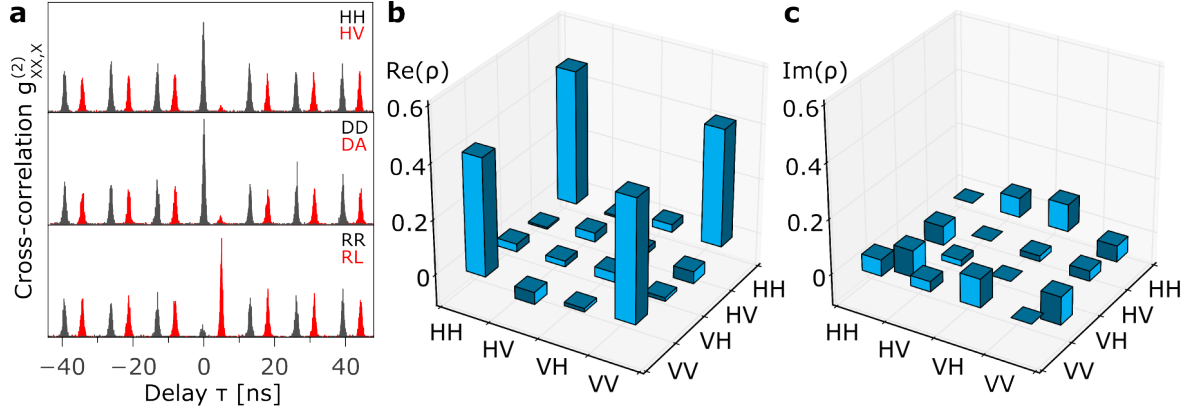 a
Cross-correlation g(2)XX,X
HH
HV
DD
DA
RR
RL
−40 −20 0 20 40
Delay τ [ns]
b
Re(ρ)
0.6
0.4
0.2
0
HH
HV
VH
VV
HH
HV
VH
VV
c
Im(ρ)
0.6
0.4
0.2
0
HH
HV
VH
VV
HH
HV
VH
VV